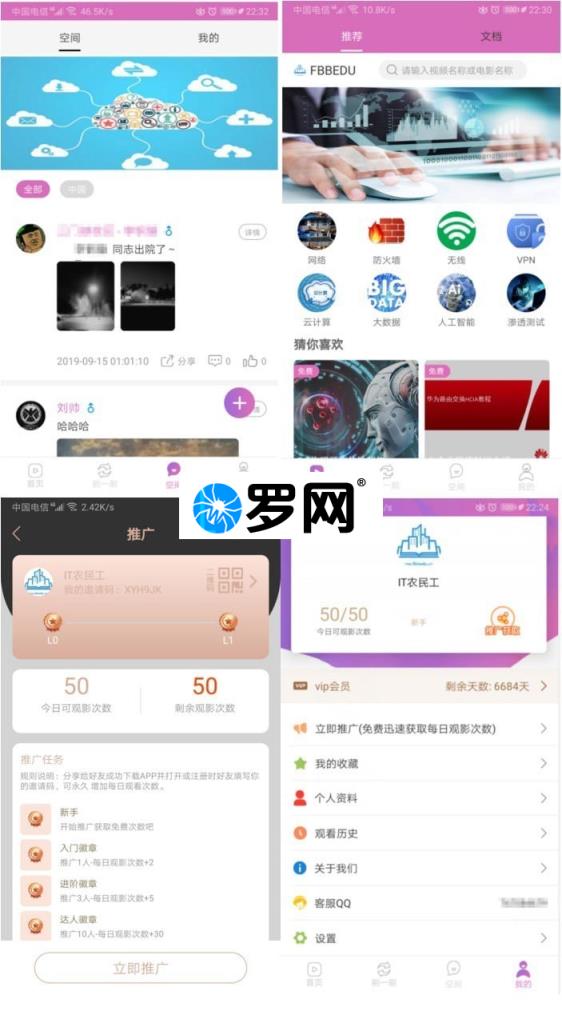 中国电信 46.5K/s 22:32
空间 我的
全部 中国
详情
同志出院了～
2019-09-15 01:01:10 分享 0 0
刘帅
哈哈哈
首页 刷一刷 空间
中国电信 10.8K/s 22:30
推荐 文档
FBBEDU 请输入视频名称或电影名称
网络 防火墙 无线 VPN
云计算 大数据 人工智能 渗透测试
云计算 BIG DATA Ai
猜你喜欢
免费 免费
华为路由交换HCIA教程
空间 我的
罗网®
中国电信 2.42K/s
推广
IT农民工
我的邀请码：XYH9JK
二维码
L0 L1
50 50
今日可观影次数 剩余观影次数
推广任务
规则说明：分享给好友成功下载APP并打开或注册时好友填写你
的邀请码，可永久 增加每日观看次数。
新手
开始推广获取免费次数吧
入门徽章
推广1人-每日观影次数+2
进阶徽章
推广3人-每日观影次数+5
达人徽章
推广10人-每日观影次数+30
立即推广
22:24
IT农民工
50/50
今日可观影次数 新手
VIP vip会员 剩余天数: 6684天
立即推广(免费迅速获取每日观影次数)
我的收藏
个人资料
观看历史
关于我们
客服QQ
设置
首页 刷一刷 空间 我的